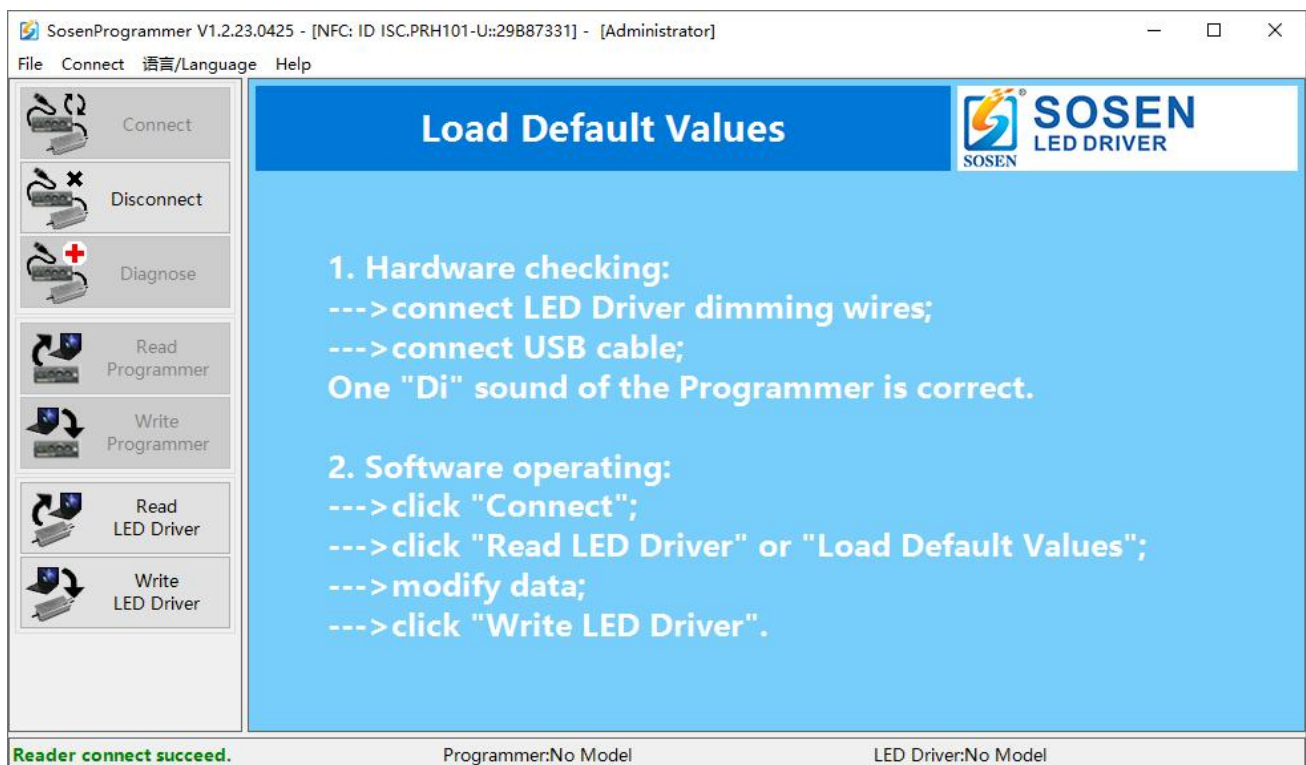 SosenProgrammer V1.2.23.0425 - [NFC: ID ISC.PRH101-U::29B87331] - [Administrator]
File Connect 语言/Language Help
Connect
Disconnect
Diagnose
Read
Programmer
Write
Programmer
Read
LED Driver
Write
LED Driver
Load Default Values
SOSEN
®
SOSEN
LED DRIVER
1. Hardware checking:
--->connect LED Driver dimming wires;
--->connect USB cable;
One "Di" sound of the Programmer is correct.
2. Software operating:
--->click "Connect";
--->click "Read LED Driver" or "Load Default Values";
--->modify data;
--->click "Write LED Driver".
Reader connect succeed. Programmer:No Model LED Driver:No Model